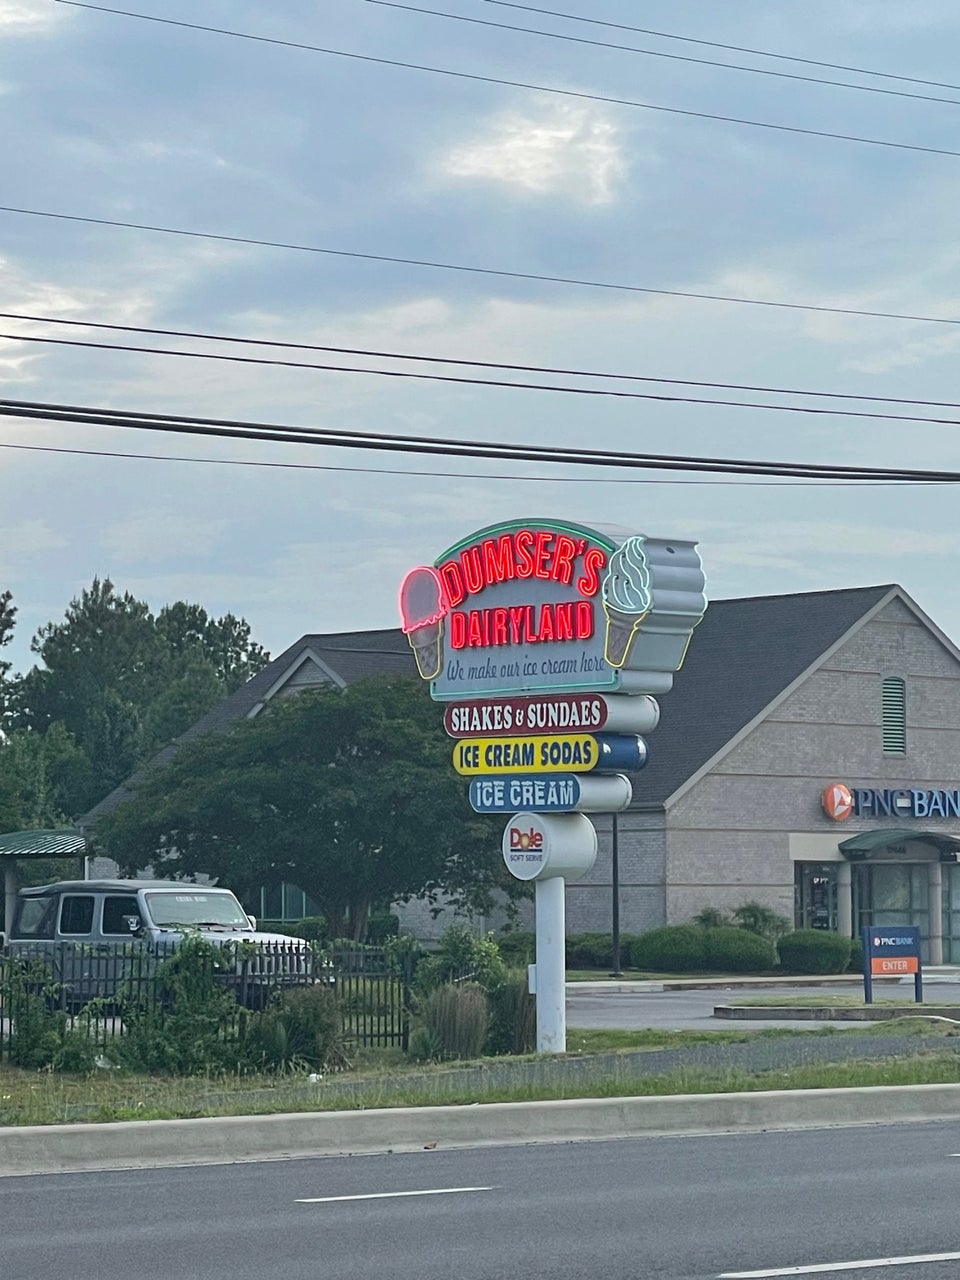 DUMSER'S
DAIRYLAND
We make our ice cream here
SHAKES & SUNDAES
ICE CREAM SODAS
ICE CREAM
Dole
SOFT SERVE
PNC BAN
PNC BANK
ENTER